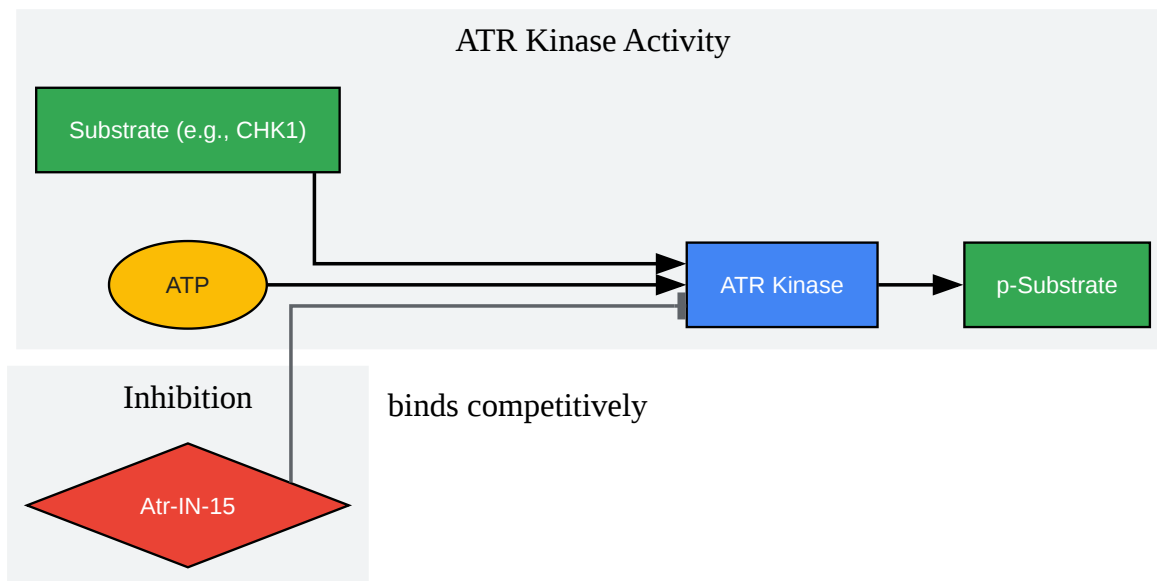 ATR Kinase Activity
Substrate (e.g., CHK1)
ATP
ATR Kinase
p-Substrate
Inhibition
binds competitively
Atr-IN-15